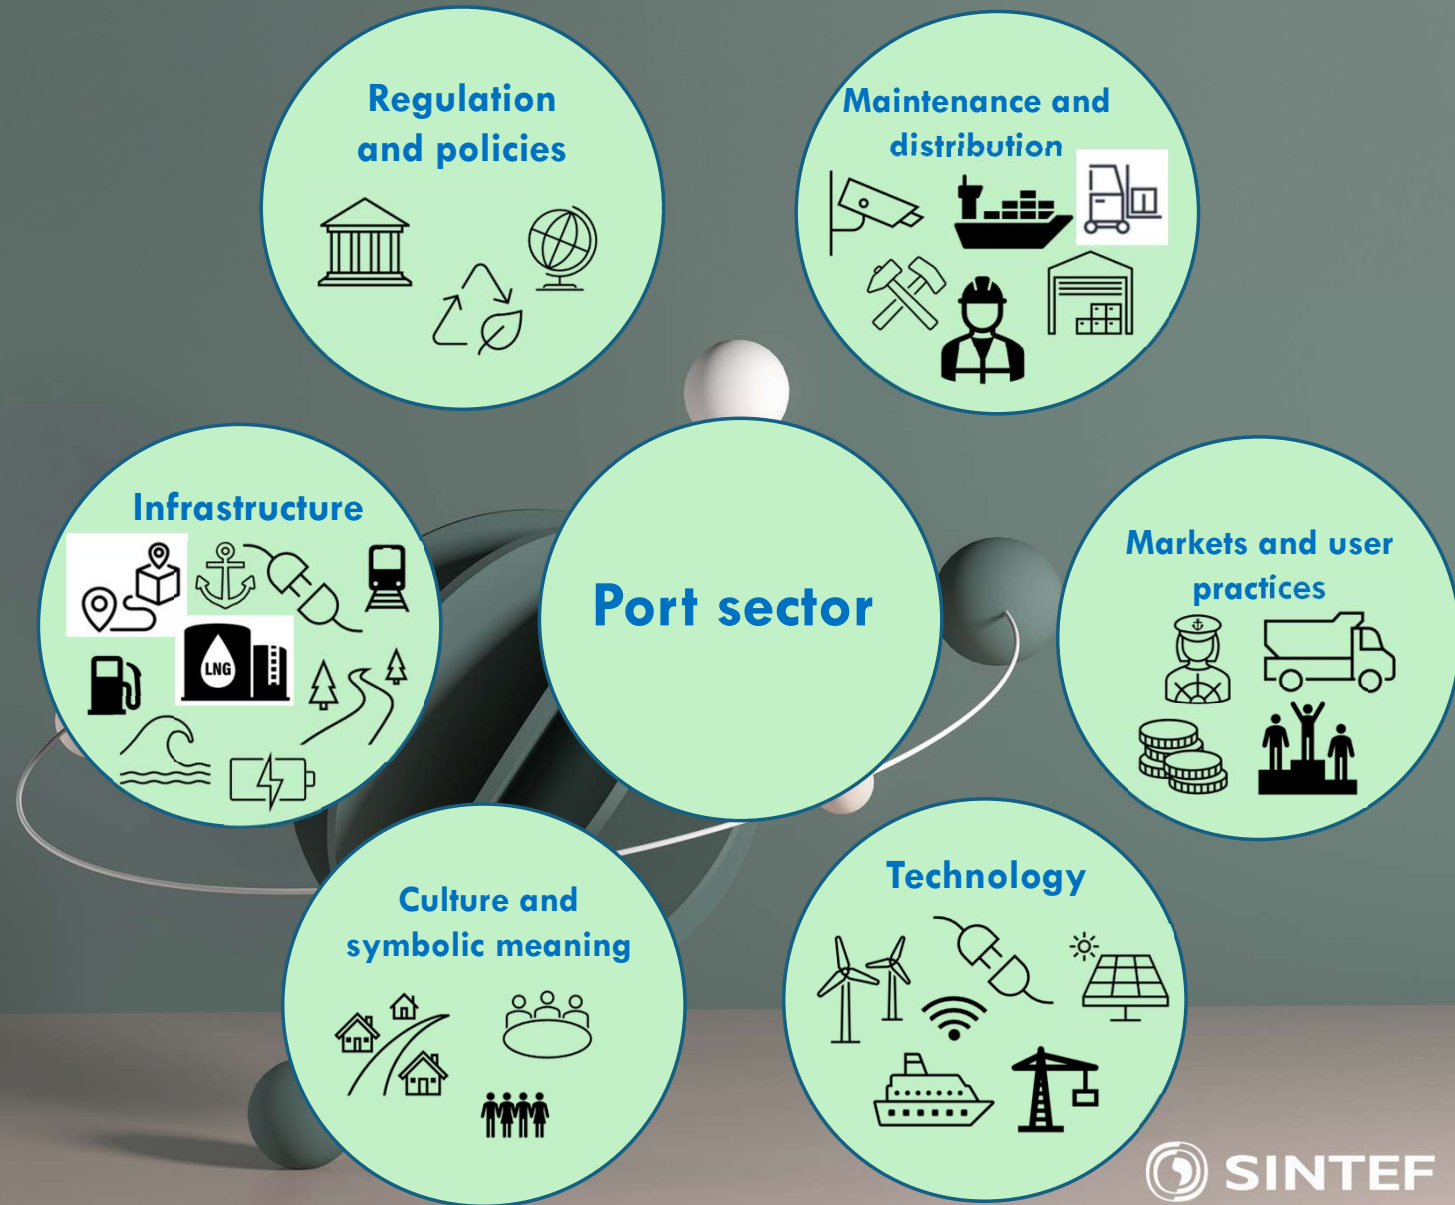 Regulation
and policies
Maintenance and
distribution
Infrastructure
LNG
Port sector
Markets and user
practices
Culture and
symbolic meaning
Technology
SINTEF